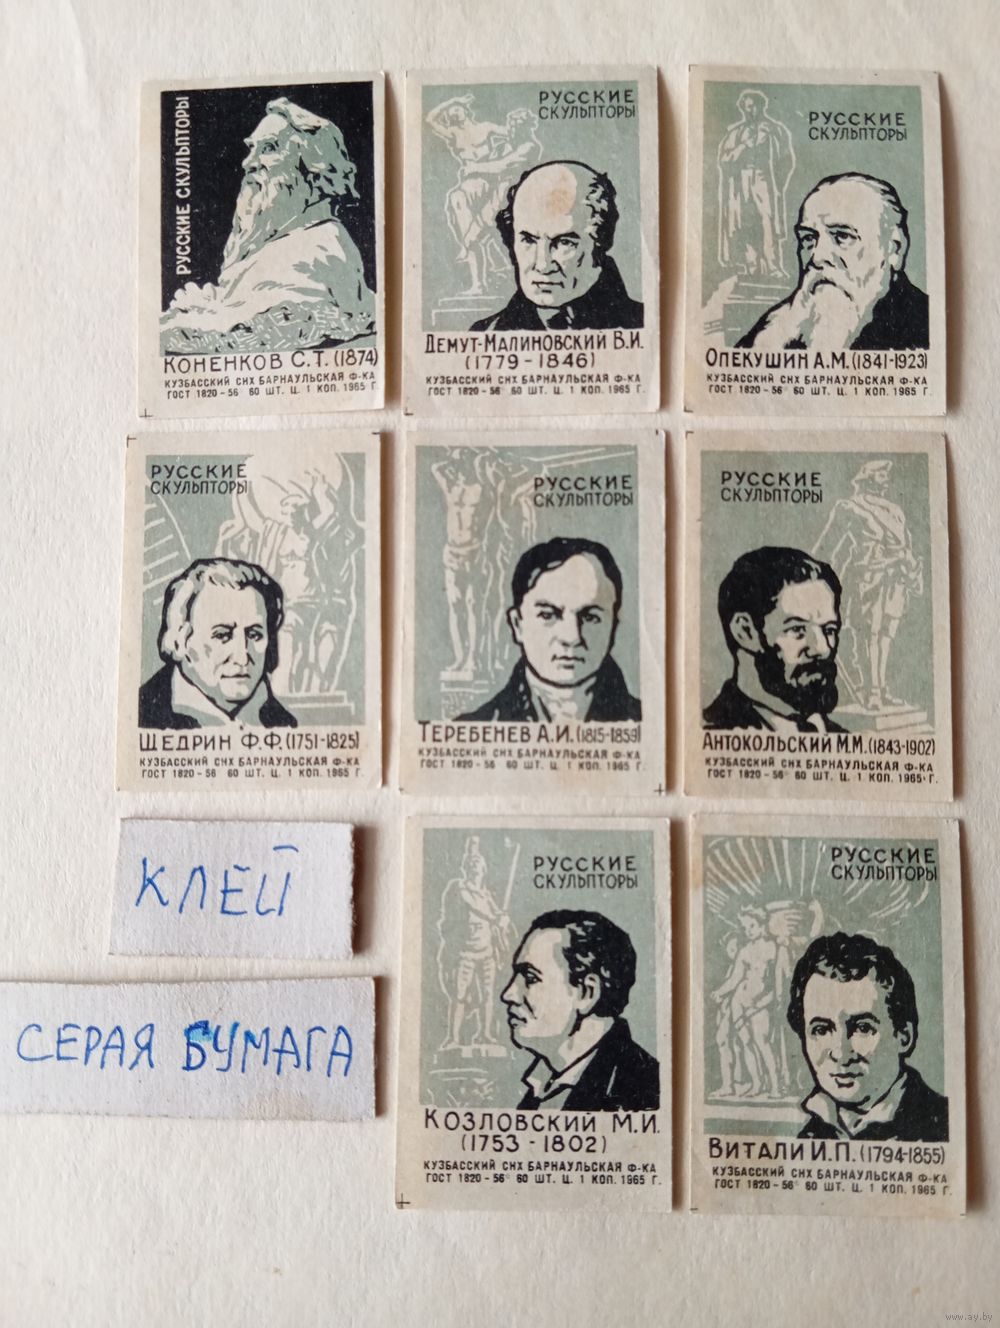 РУССКИЕ СКУЛЬПТОРЫ
КОНЕНКОВ С.Т. (1874)
КУЗБАССКИЙ СНХ БАРНАУЛЬСКАЯ Ф-КА
ГОСТ 1820-56 60 ШТ. Ц. 1 КОП. 1965 Г.
РУССКИЕ
СКУЛЬПТОРЫ
ДЕМУТ-МАЛИНОВСКИЙ В.И.
(1779-1846)
КУЗБАССКИЙ СНХ БАРНАУЛЬСКАЯ Ф-КА
ГОСТ 1820-56 60 ШТ. Ц. 1 КОП. 1965 Г.
РУССКИЕ
СКУЛЬПТОРЫ
ОПЕКУШИН А.М. (1841-1923)
КУЗБАССКИЙ СНХ БАРНАУЛЬСКАЯ Ф-КА
ГОСТ 1820-56 60 ШТ. Ц. 1 КОП. 1965 Г.
РУССКИЕ
СКУЛЬПТОРЫ
ЩЕДРИН Ф.Ф. (1751-1825)
КУЗБАССКИЙ СНХ БАРНАУЛЬСКАЯ Ф-КА
ГОСТ 1820-56 60 ШТ. Ц. 1 КОП. 1965 Г.
РУССКИЕ
СКУЛЬПТОРЫ
ТЕРЕБЕНЕВ А.И. (1815-1859)
КУЗБАССКИЙ СНХ БАРНАУЛЬСКАЯ Ф-КА
ГОСТ 1820-56 60 ШТ. Ц. 1 КОП. 1965 Г.
РУССКИЕ
СКУЛЬПТОРЫ
АНТОКОЛЬСКИЙ М.М. (1843-1902)
КУЗБАССКИЙ СНХ БАРНАУЛЬСКАЯ Ф-КА
ГОСТ 1820-56 60 ШТ. Ц. 1 КОП. 1965 Г.
КЛЕЙ
СЕРАЯ БУМАГА
РУССКИЕ
СКУЛЬПТОРЫ
КОЗЛОВСКИЙ М.И.
(1753-1802)
КУЗБАССКИЙ СНХ БАРНАУЛЬСКАЯ Ф-КА
ГОСТ 1820-56 60 ШТ. Ц. 1 КОП. 1965 Г.
РУССКИЕ
СКУЛЬПТОРЫ
ВИТАЛИ И.П. (1794-1855)
КУЗБАССКИЙ СНХ БАРНАУЛЬСКАЯ Ф-КА
ГОСТ 1820-56 60 ШТ. Ц. 1 КОП. 1965 Г.
www.ay.by